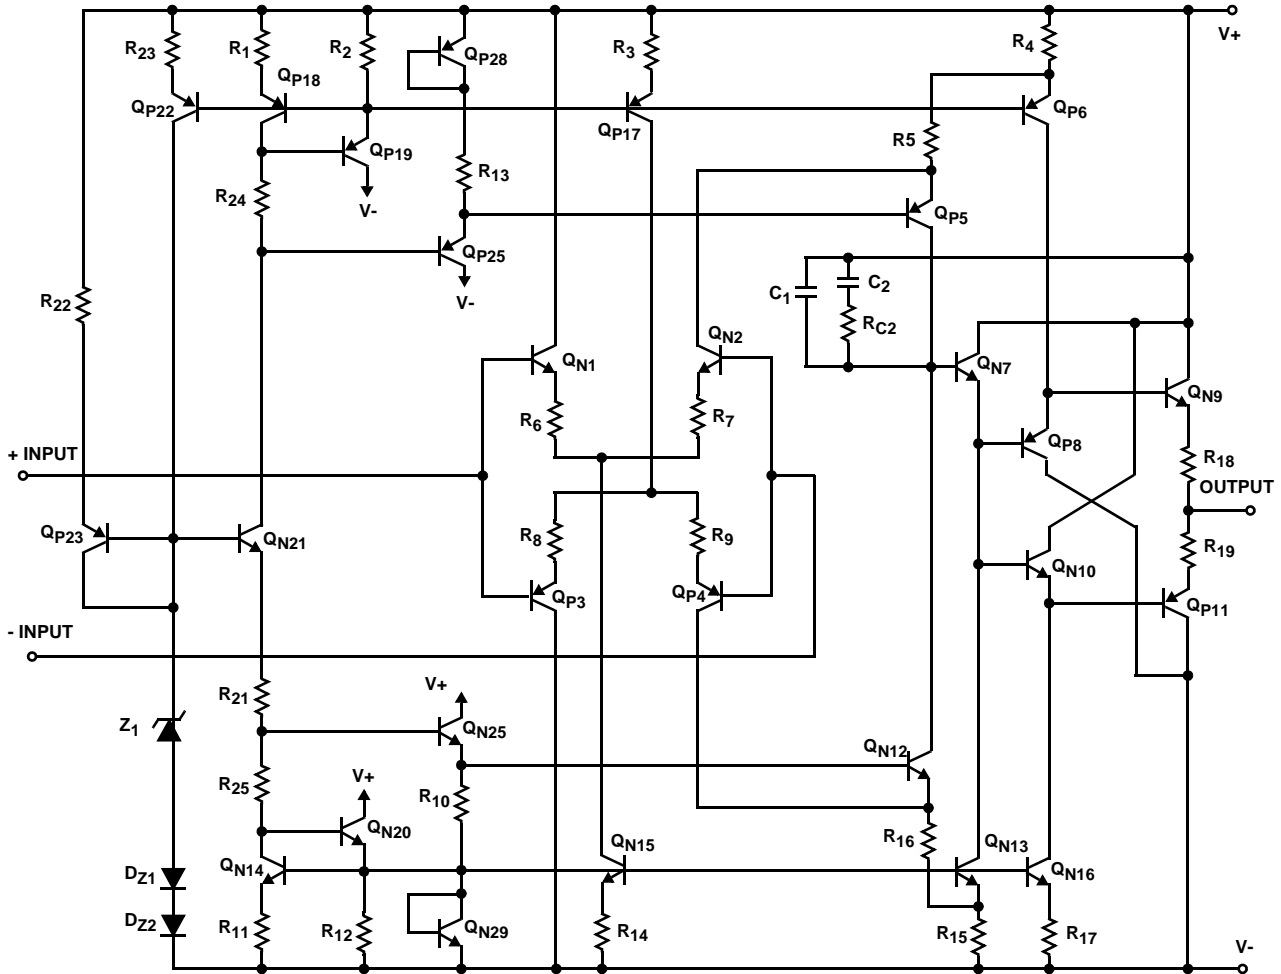 V+
R23
R1
R2
QP28
R3
R4
QP18
QP22
QP17
QP6
QP19
R5
R13
R24
V-
QP5
QP25
V-
C1
C2
R22
RC2
QN1
QN2
QN7
QN9
R6
R7
QP8
+ INPUT
R18
OUTPUT
QP23
QN21
R8
R9
R19
QN10
QP3
QP4
QP11
- INPUT
R21
V+
Z1
QN25
QN12
R25
V+
R10
QN20
R16
QN14
QN15
QN13
QN16
DZ1
DZ2
R11
R12
QN29
R14
R15
R17
V-